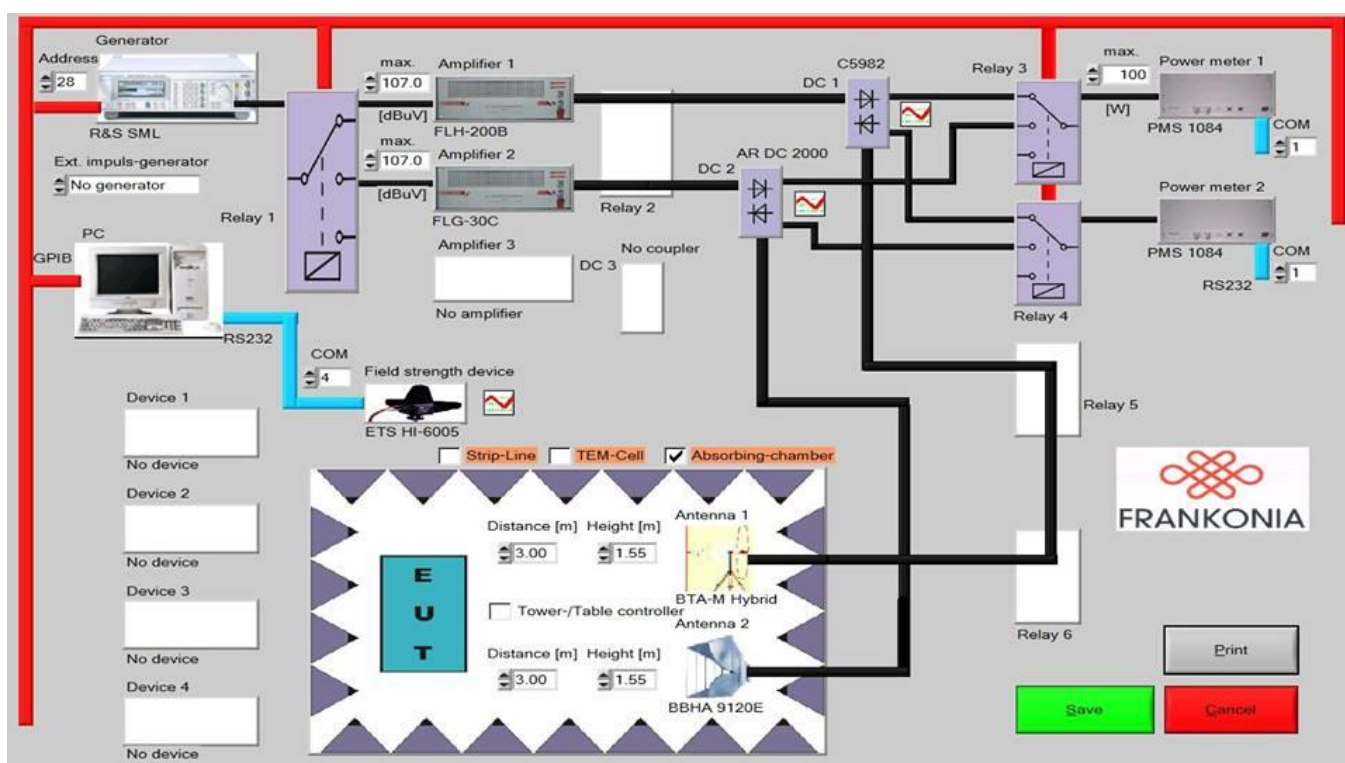 Generator
Address
28
R&S SML
Ext. impuls-generator
No generator
Relay 1
PC
GPIB
RS232
max.
107.0
[dBuV]
Amplifier 1
FLH-200B
max.
107.0
[dBuV]
Amplifier 2
FLG-30C
Amplifier 3
No amplifier
Relay 2
DC 1
C5982
DC 2
AR DC 2000
DC 3
No coupler
Relay 3
Relay 4
max.
100
[W]
Power meter 1
PMS 1084
COM
1
Power meter 2
PMS 1084
COM
1
RS232
COM
4
Field strength device
ETS HI-6005
Relay 5
Relay 6
Device 1
No device
Device 2
No device
Device 3
No device
Device 4
No device
Strip-Line
TEM-Cell
Absorbing-chamber
E
U
T
Distance [m] Height [m]
3.00 1.55
Antenna 1
BTA-M Hybrid
Tower-/Table controller
Antenna 2
Distance [m] Height [m]
3.00 1.55
BBHA 9120E
FRANKONIA
Print
Save
Cancel